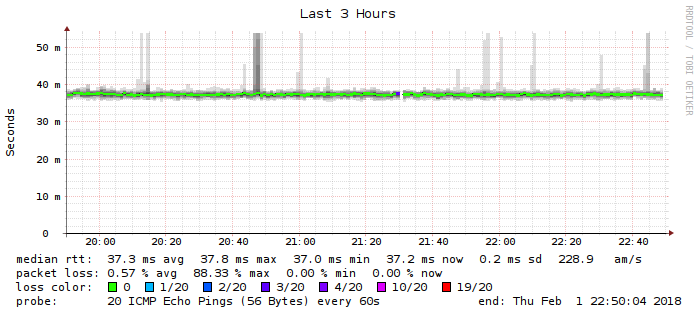 Last 3 Hours
RRDTOOL / TOBI OETIKER
Seconds
50 m
40 m
30 m
20 m
10 m
0
20:00 20:20 20:40 21:00 21:20 21:40 22:00 22:20 22:40
median rtt: 37.3 ms avg 37.8 ms max 37.0 ms min 37.2 ms now 0.2 ms sd 228.9 am/s
packet loss: 0.57 % avg 88.33 % max 0.00 % min 0.00 % now
loss color: 0 1/20 2/20 3/20 4/20 10/20 19/20
probe: 20 ICMP Echo Pings (56 Bytes) every 60s end: Thu Feb 1 22:50:04 2018